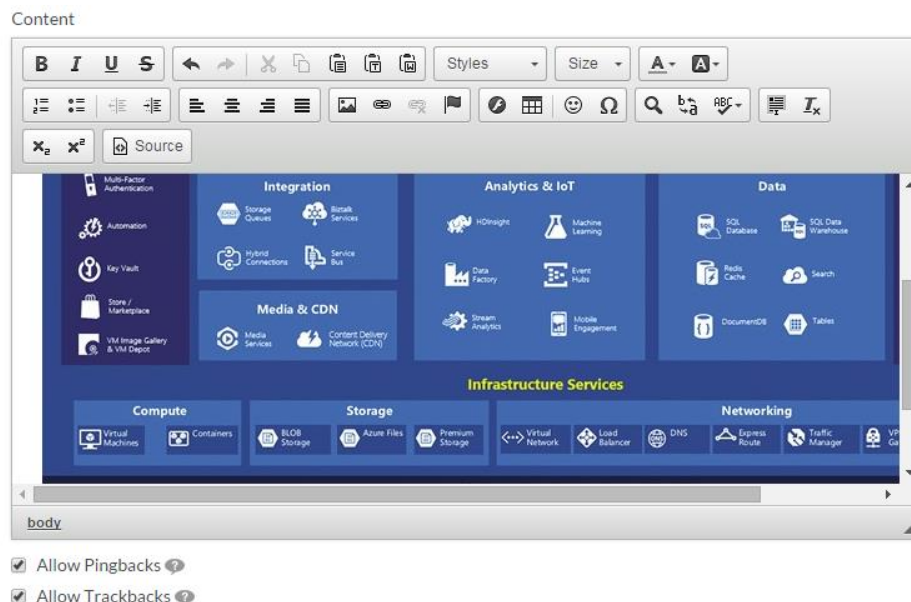 Content
B I U S Styles Size A A
ABC
Source
Multi-Factor
Authentication
Automation
Key Vault
Store /
Marketplace
VM Image Gallery
& VM Depot
Integration
Storage
Queues
Biztalk
Services
Hybrid
Connections
Service
Bus
Media & CDN
Media
Services
Content Delivery
Network (CDN)
Analytics & IoT
HDInsight
Machine
Learning
Data
Factory
Event
Hubs
Stream
Analytics
Mobile
Engagement
Data
SQL
Database
SQL Data
Warehouse
Redis
Cache
Search
DocumentDB
Tables
Infrastructure Services
Compute
Virtual
Machines
Containers
Storage
BLOB
Storage
Azure Files
Premium
Storage
Networking
Virtual
Network
Load
Balancer
DNS
Express
Route
Traffic
Manager
VP
Ga
body
Allow Pingbacks
Allow Trackbacks